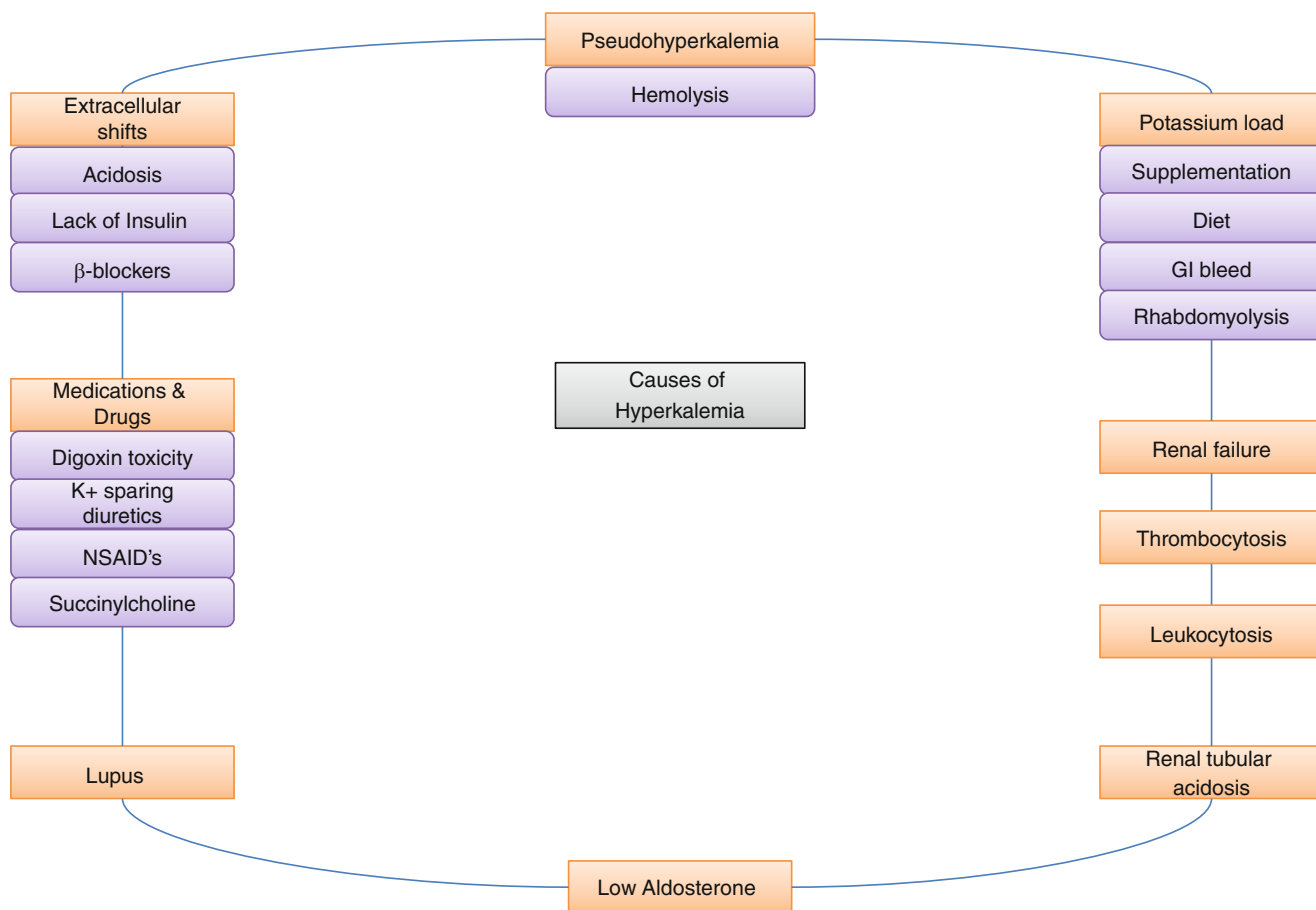 Pseudohyperkalemia
Hemolysis
Extracellular
shifts
Acidosis
Lack of Insulin
β-blockers
Medications &
Drugs
Digoxin toxicity
K+ sparing
diuretics
NSAID's
Succinylcholine
Lupus
Causes of
Hyperkalemia
Potassium load
Supplementation
Diet
GI bleed
Rhabdomyolysis
Renal failure
Thrombocytosis
Leukocytosis
Renal tubular
acidosis
Low Aldosterone